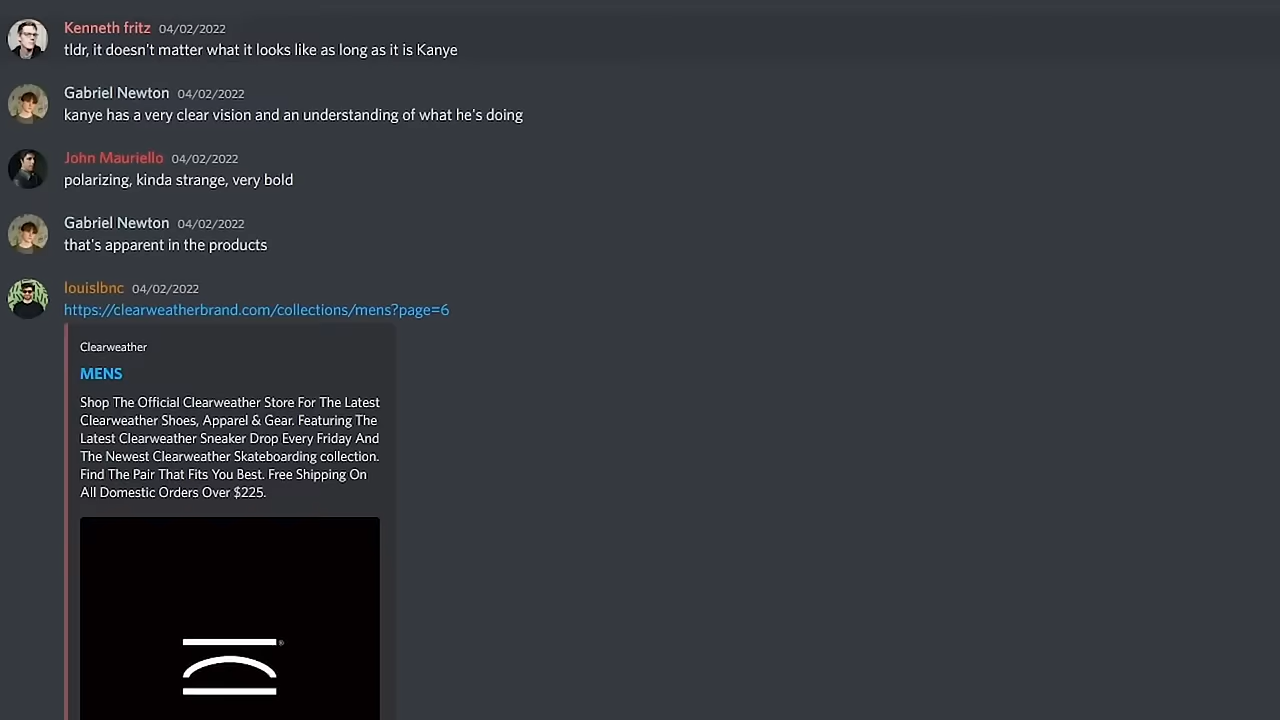 Kenneth fritz 04/02/2022
tldr, it doesn't matter what it looks like as long as it is Kanye
Gabriel Newton 04/02/2022
kanye has a very clear vision and an understanding of what he's doing
John Mauriello 04/02/2022
polarizing, kinda strange, very bold
Gabriel Newton 04/02/2022
that's apparent in the products
louislbnc 04/02/2022
https://clearweatherbrand.com/collections/mens?page=6
Clearweather
MENS
Shop The Official Clearweather Store For The Latest
Clearweather Shoes, Apparel & Gear. Featuring The
Latest Clearweather Sneaker Drop Every Friday And
The Newest Clearweather Skateboarding collection.
Find The Pair That Fits You Best. Free Shipping On
All Domestic Orders Over $225.
®